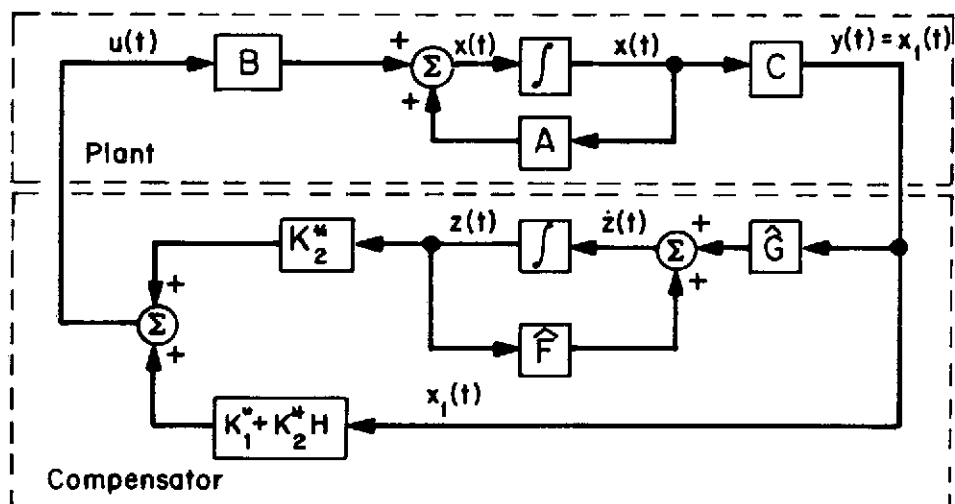 u(t)
B
+
+
Σ
x(t)
∫
x(t)
A
C
y(t) = x₁(t)
Plant
K₂*
z(t)
∫
ż(t)
Σ
+
+
Ĝ
F̂
+
+
Σ
K₁* + K₂* H
x₁(t)
Compensator